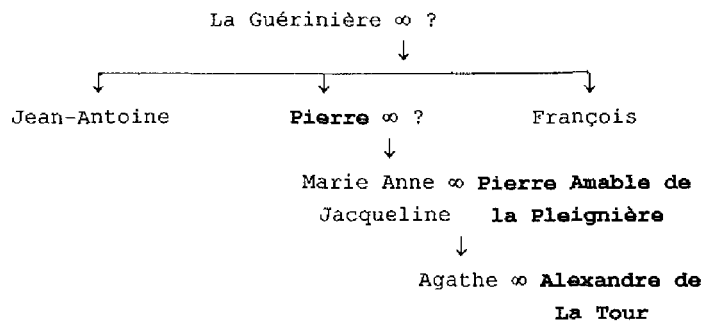 La Guérinière ∞ ?
↓
↓ ↓ ↓
Jean-Antoine Pierre ∞ ? François
↓
Marie Anne ∞ Pierre Amable de
Jacqueline la Pleignière
↓
Agathe ∞ Alexandre de
La Tour